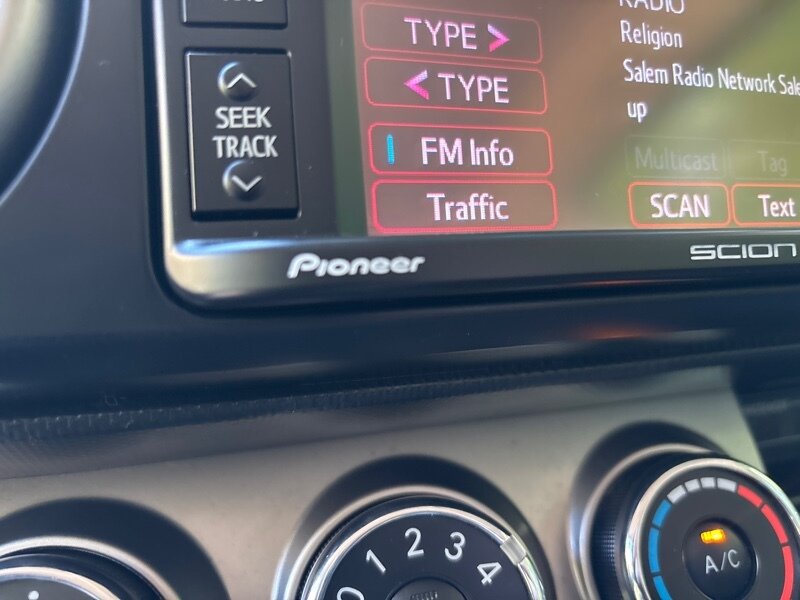 RADIO
TYPE >
Religion
< TYPE
Salem Radio Network
up
SEEK
TRACK
FM Info
Multicast
Tag
Traffic
SCAN
Text
Pioneer
SCION
0 1 2 3 4
A/C